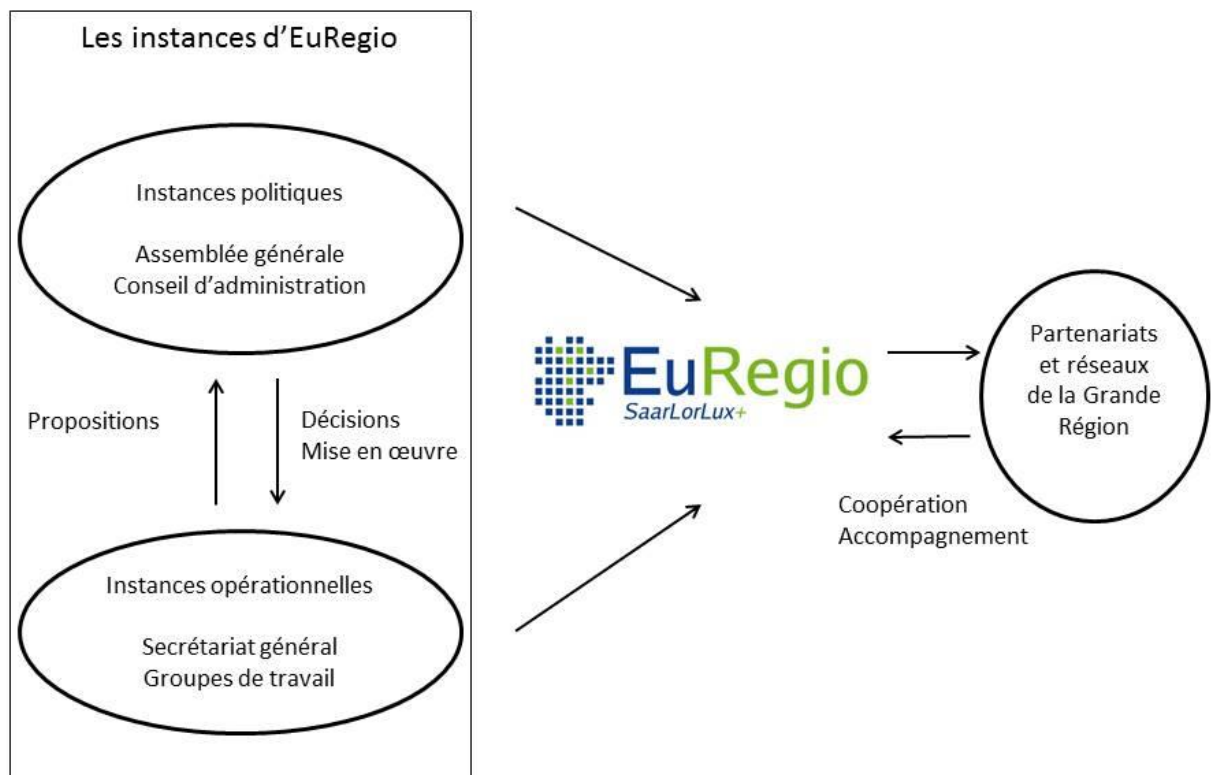 Les instances d’EuRegio
Instances politiques
Assemblée générale
Conseil d’administration
Propositions
Décisions
Mise en œuvre
Instances opérationnelles
Secrétariat général
Groupes de travail
EuRegio
SaarLorLux+
Partenariats
et réseaux
de la Grande
Région
Coopération
Accompagnement